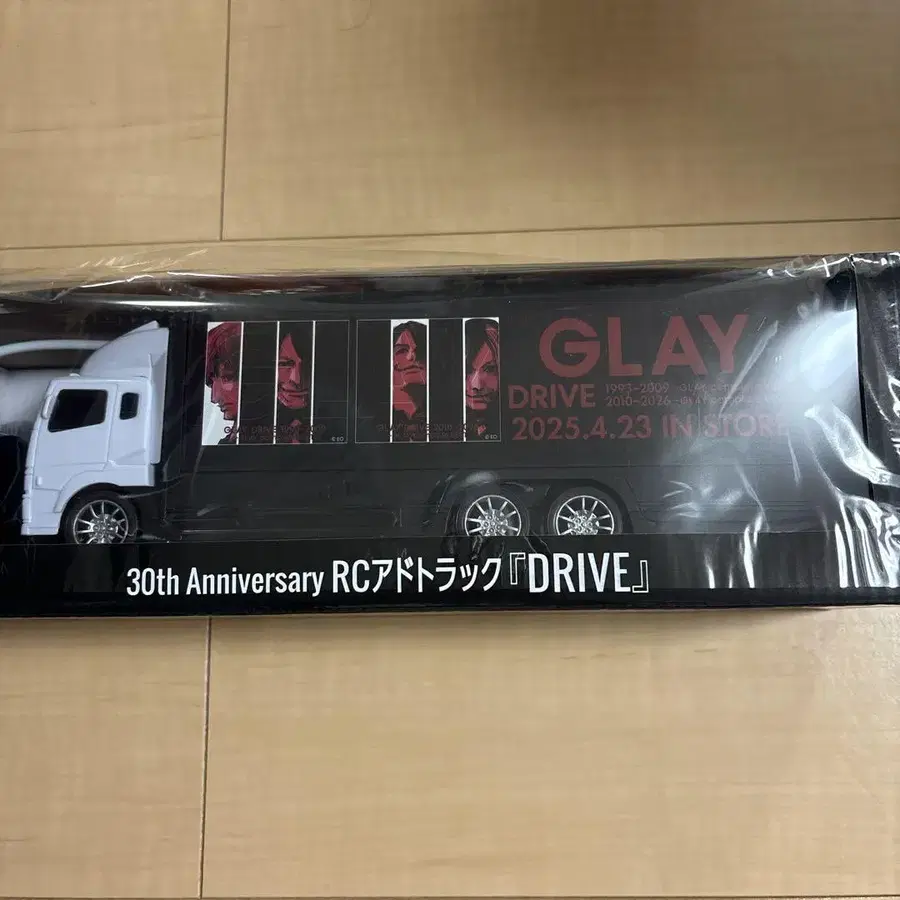 GLAY
DRIVE 1993~2009
2010~2026
2025.4.23 IN STORE
30th Anniversary RCアドトラック『DRIVE』